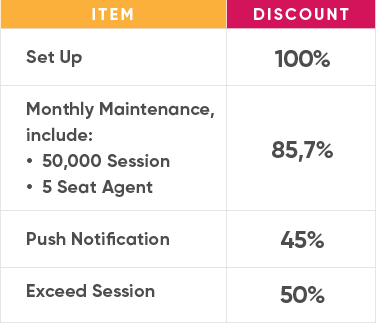 ITEM DISCOUNT
Set Up 100%
Monthly Maintenance,
include:
• 50,000 Session
85,7%
• 5 Seat Agent
Push Notification 45%
Exceed Session 50%